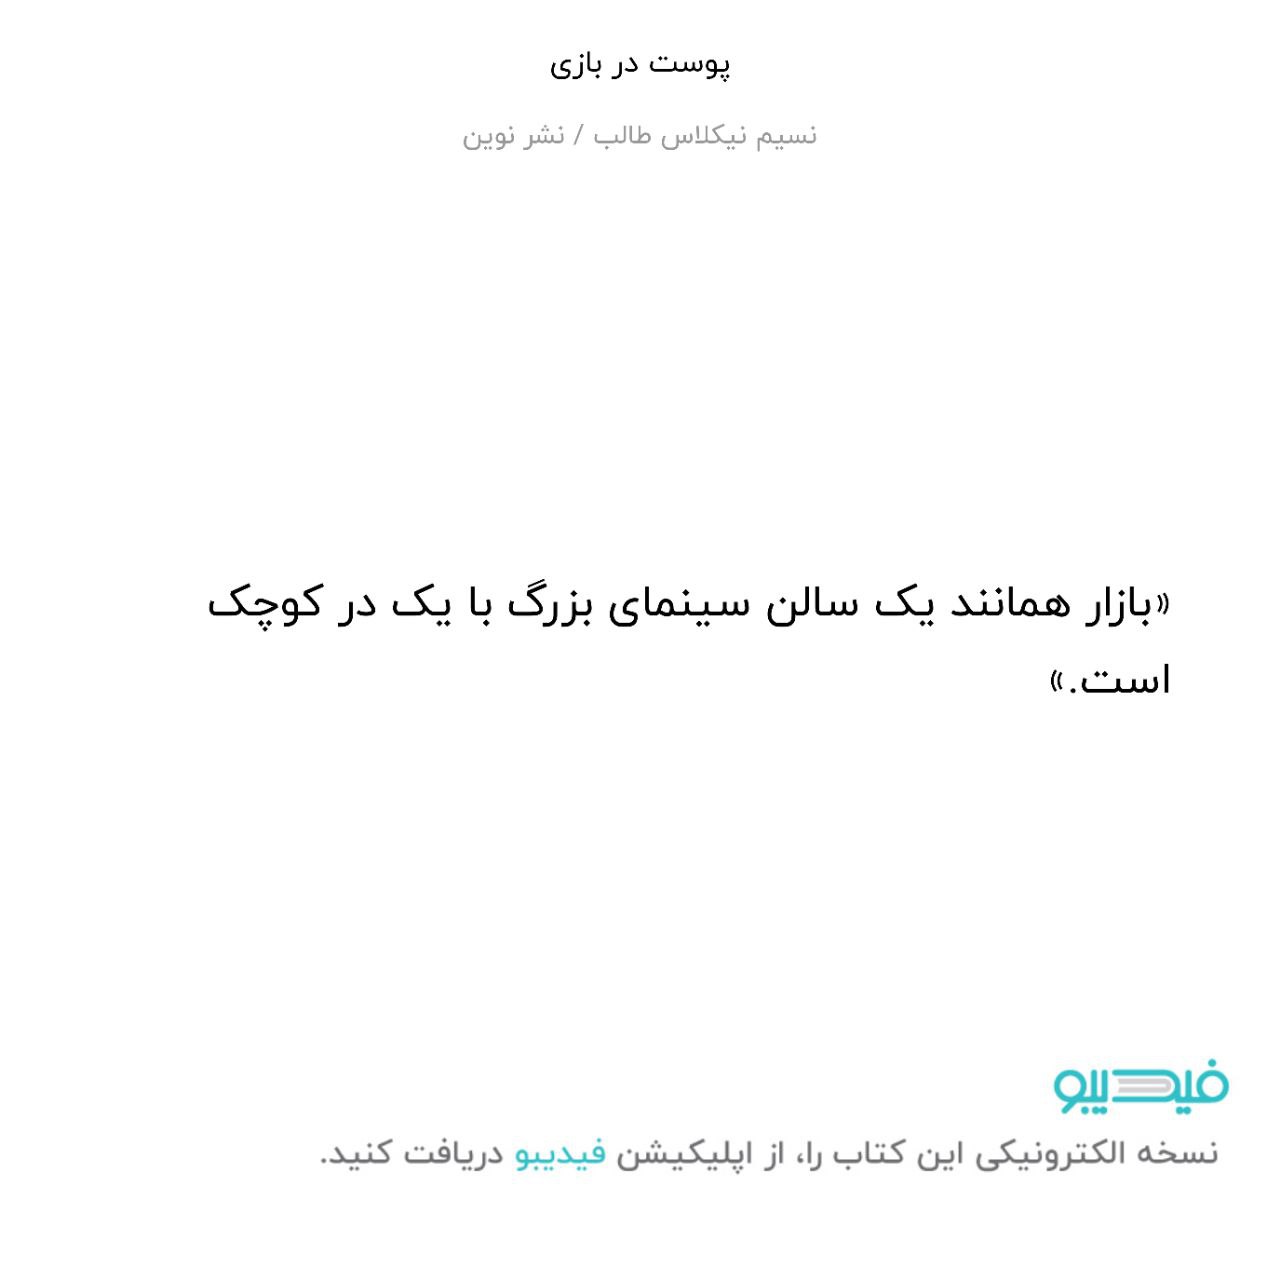 پوست در بازی
نسیم نیکلاس طالب / نشر نوین
«بازار همانند یک سالن سینمای بزرگ با یک در کوچک
است.»
فیدیبو
نسخه الکترونیکی این کتاب را، از اپلیکیشن فیدیبو دریافت کنید.